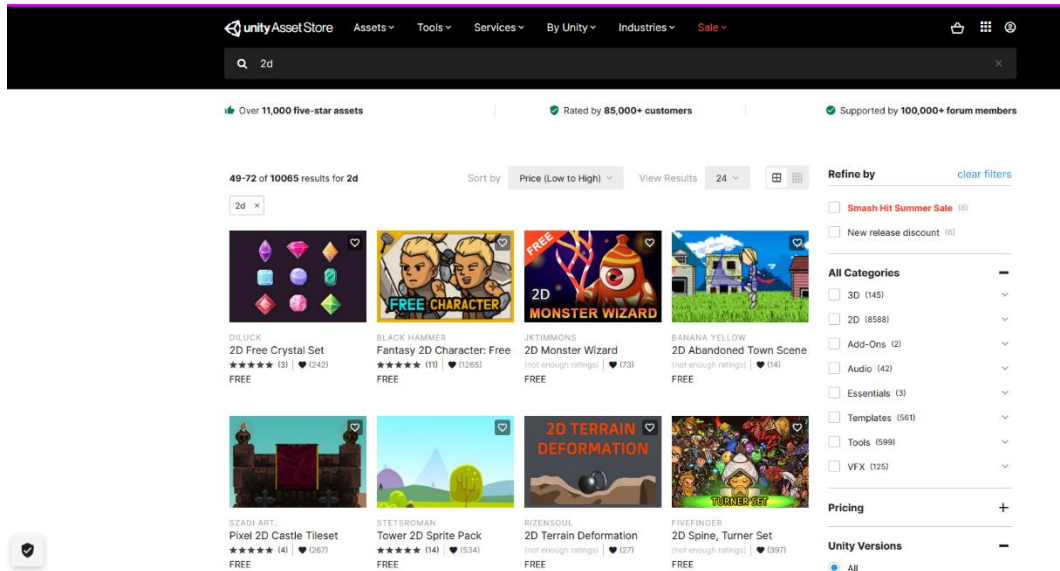 unity Asset Store Assets Tools Services By Unity Industries Sale
2d
Over 11,000 five-star assets Rated by 85,000+ customers Supported by 100,000+ forum members
49-72 of 10065 results for 2d Sort by Price (Low to High) View Results 24
2d ×
FREE CHARACTER
FREE
2D
MONSTER WIZARD
DILUCK
2D Free Crystal Set
(3) (242)
FREE
BLACK HAMMER
Fantasy 2D Character: Free
(11) (1265)
FREE
JKTIMMONS
2D Monster Wizard
(not enough ratings) (73)
FREE
BANANA YELLOW
2D Abandoned Town Scene
(not enough ratings) (14)
FREE
2D TERRAIN
DEFORMATION
TURNER SET
SZADI ART.
Pixel 2D Castle Tileset
(4) (267)
FREE
STETSROMAN
Tower 2D Sprite Pack
(14) (534)
FREE
RIZENSOUL
2D Terrain Deformation
(not enough ratings) (27)
FREE
FIVEFINGER
2D Spine, Turner Set
(not enough ratings) (397)
FREE
Refine by clear filters
Smash Hit Summer Sale (8)
New release discount (6)
All Categories
3D (145)
2D (8588)
Add-Ons (2)
Audio (42)
Essentials (3)
Templates (561)
Tools (599)
VFX (125)
Pricing
Unity Versions
All